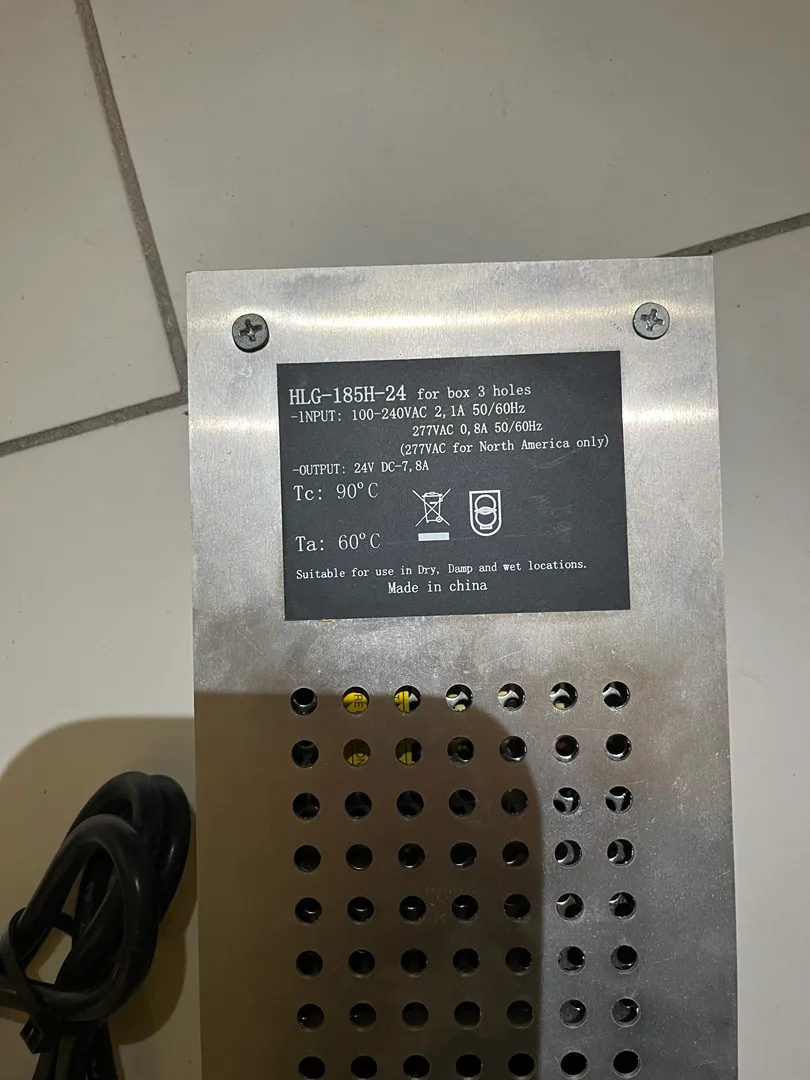 HLG-185H-24 for box 3 holes
-1NPUT: 100-240VAC 2,1A 50/60Hz
277VAC 0,8A 50/60Hz
(277VAC for North America only)
-OUTPUT: 24V DC-7,8A
Tc: 90°C
Ta: 60°C
Suitable for use in Dry, Damp and wet locations.
Made in china